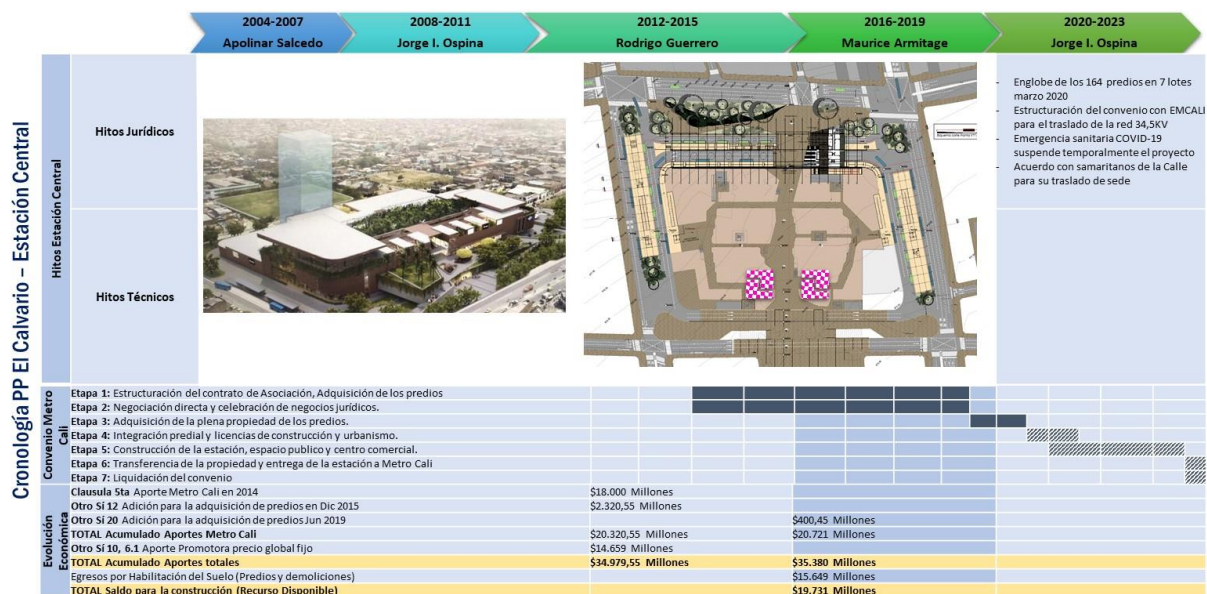 2004-2007
Apolinar Salcedo
2008-2011
Jorge I. Ospina
2012-2015
Rodrigo Guerrero
2016-2019
Maurice Armitage
2020-2023
Jorge I. Ospina
Cronología PP El Calvario – Estación Central
Hitos Estación Central
Hitos Jurídicos
Hitos Técnicos
- Englobe de los 164 predios en 7 lotes
marzo 2020
- Estructuración del convenio con EMCALI
para el traslado de la red 34,5KV
- Emergencia sanitaria COVID-19
suspende temporalmente el proyecto
- Acuerdo con samaritanos de la Calle
para su traslado de sede
Convenio Metro
Cali
Etapa 1: Estructuración del contrato de Asociación, Adquisición de los predios
Etapa 2: Negociación directa y celebración de negocios jurídicos.
Etapa 3: Adquisición de la plena propiedad de los predios.
Etapa 4: Integración predial y licencias de construcción y urbanismo.
Etapa 5: Construcción de la estación, espacio publico y centro comercial.
Etapa 6: Transferencia de la propiedad y entrega de la estación a Metro Cali
Etapa 7: Liquidación del convenio
Evolución
Económica
Clausula 5ta Aporte Metro Cali en 2014 $18.000 Millones
Otro Sí 12 Adición para la adquisición de predios en Dic 2015 $2.320,55 Millones
Otro Sí 20 Adición para la adquisición de predios Jun 2019 $400,45 Millones
TOTAL Acumulado Aportes Metro Cali $20.320,55 Millones $20.721 Millones
Otro Sí 10, 6.1 Aporte Promotora precio global fijo $14.659 Millones
TOTAL Acumulado Aportes totales $34.979,55 Millones $35.380 Millones
Egresos por Habilitación del Suelo (Predios y demoliciones) $15.649 Millones
TOTAL Saldo para la construcción (Recurso Disponible) $19.731 Millones